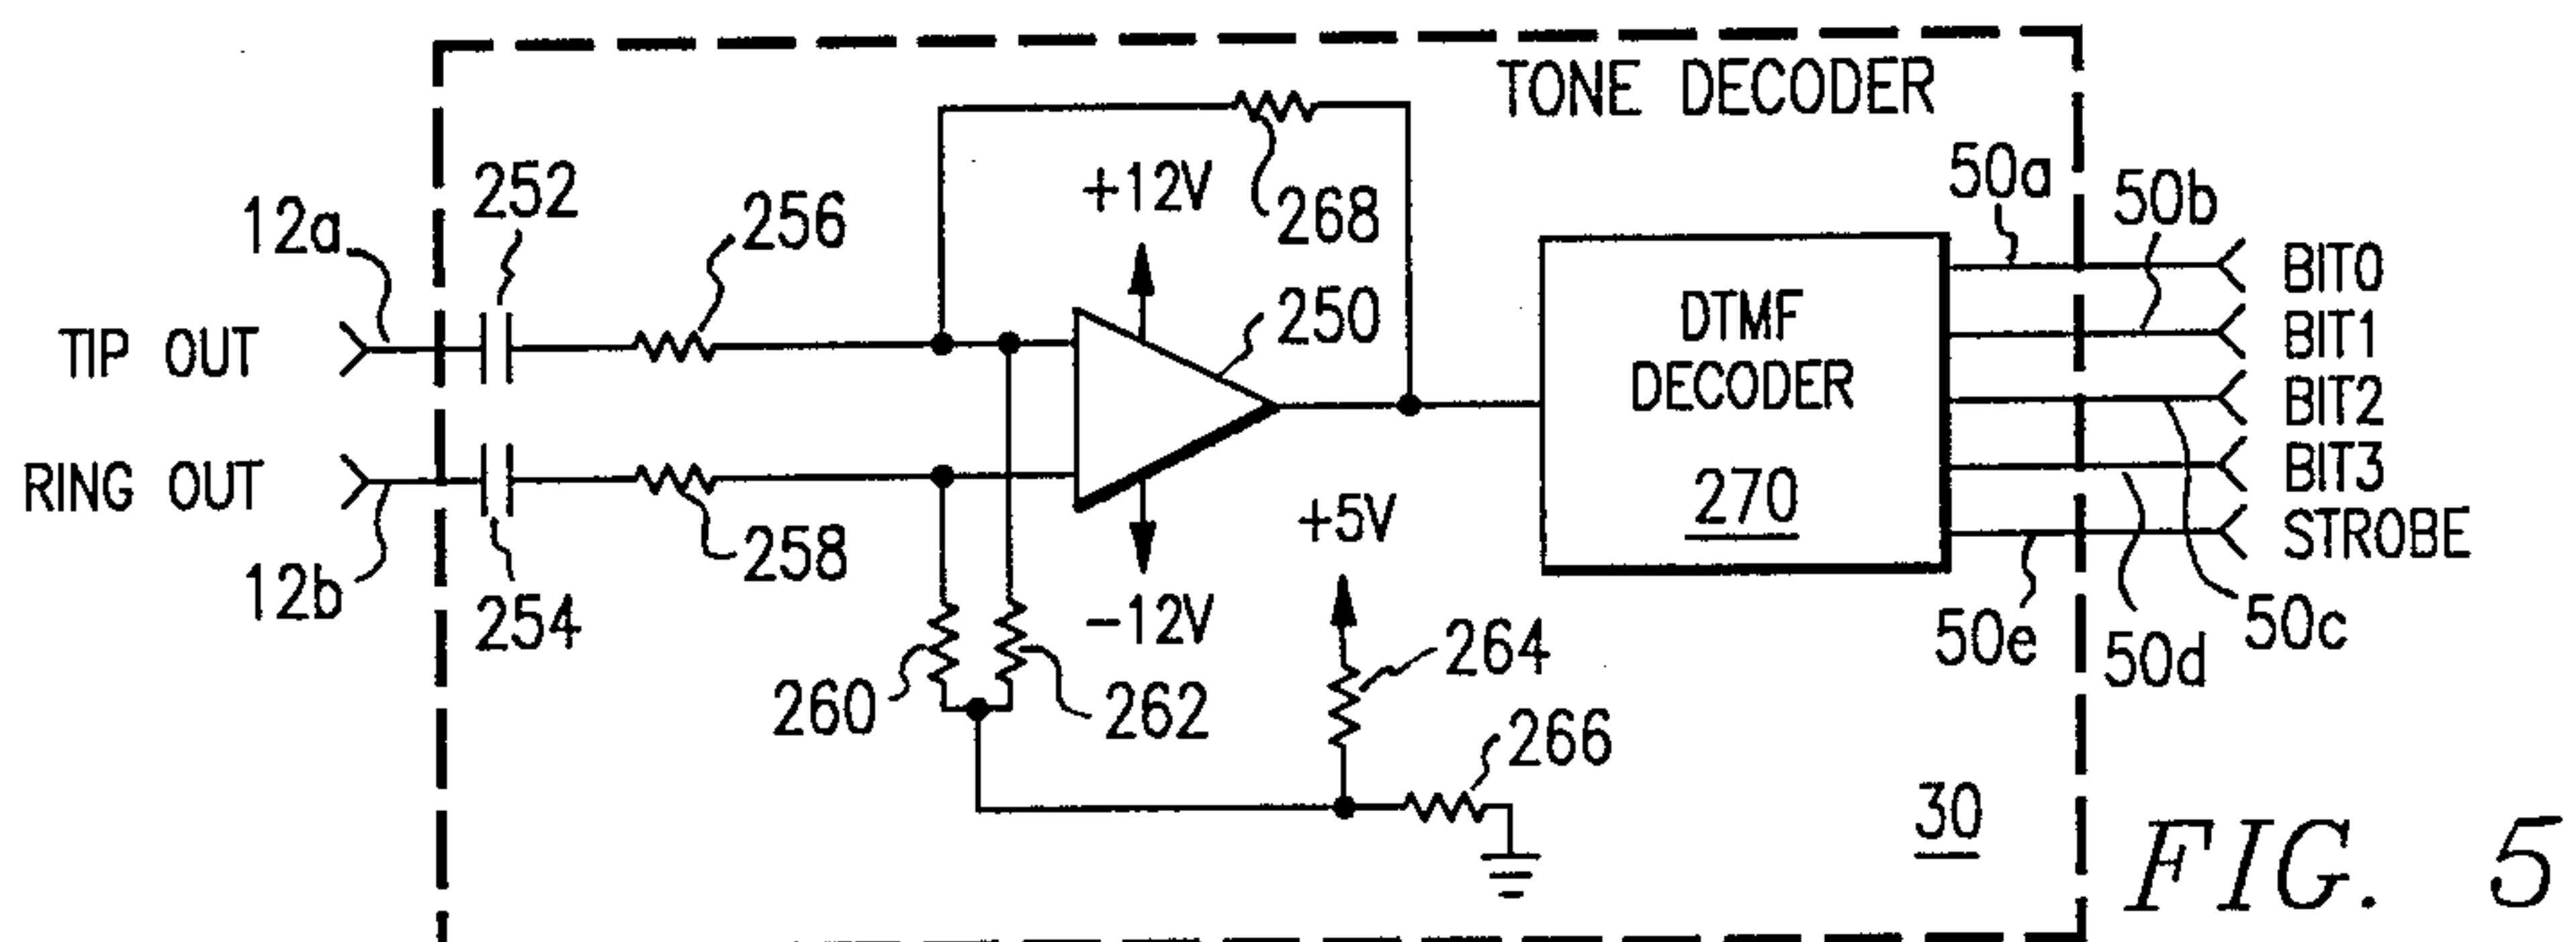 TONE DECODER
12a
252
256
+12V
268
50a
50b
TIP OUT
250
DTMF
DECODER
270
BIT0
BIT1
BIT2
BIT3
STROBE
RING OUT
12b
254
258
-12V
+5V
260
262
264
266
50e
50d
50c
30
FIG. 5